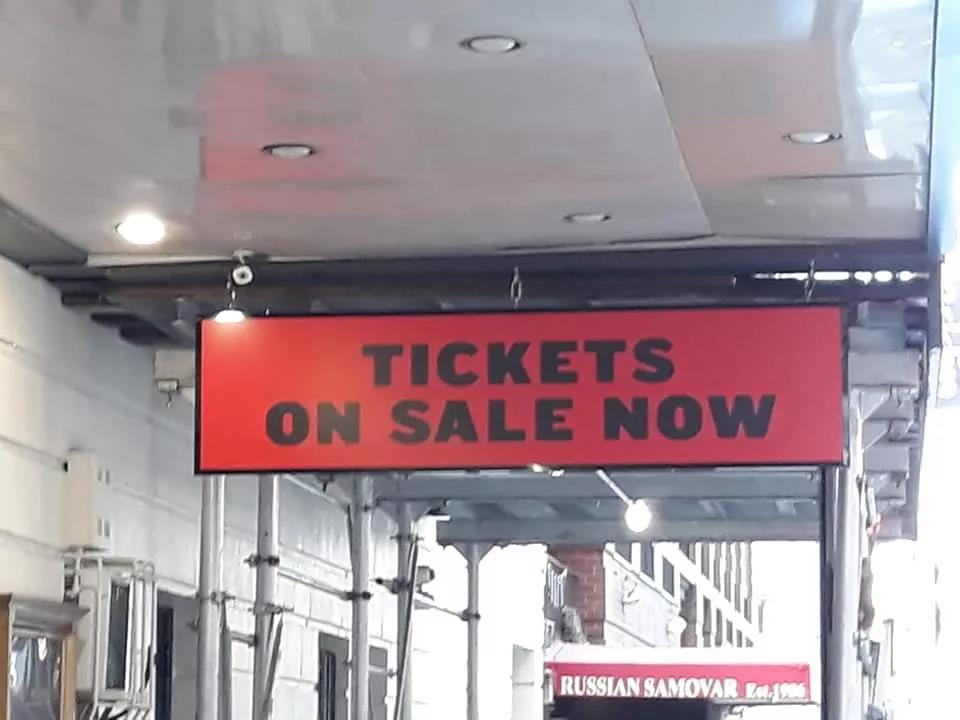 TICKETS
ON SALE NOW
RUSSIAN SAMOVAR Est.1986